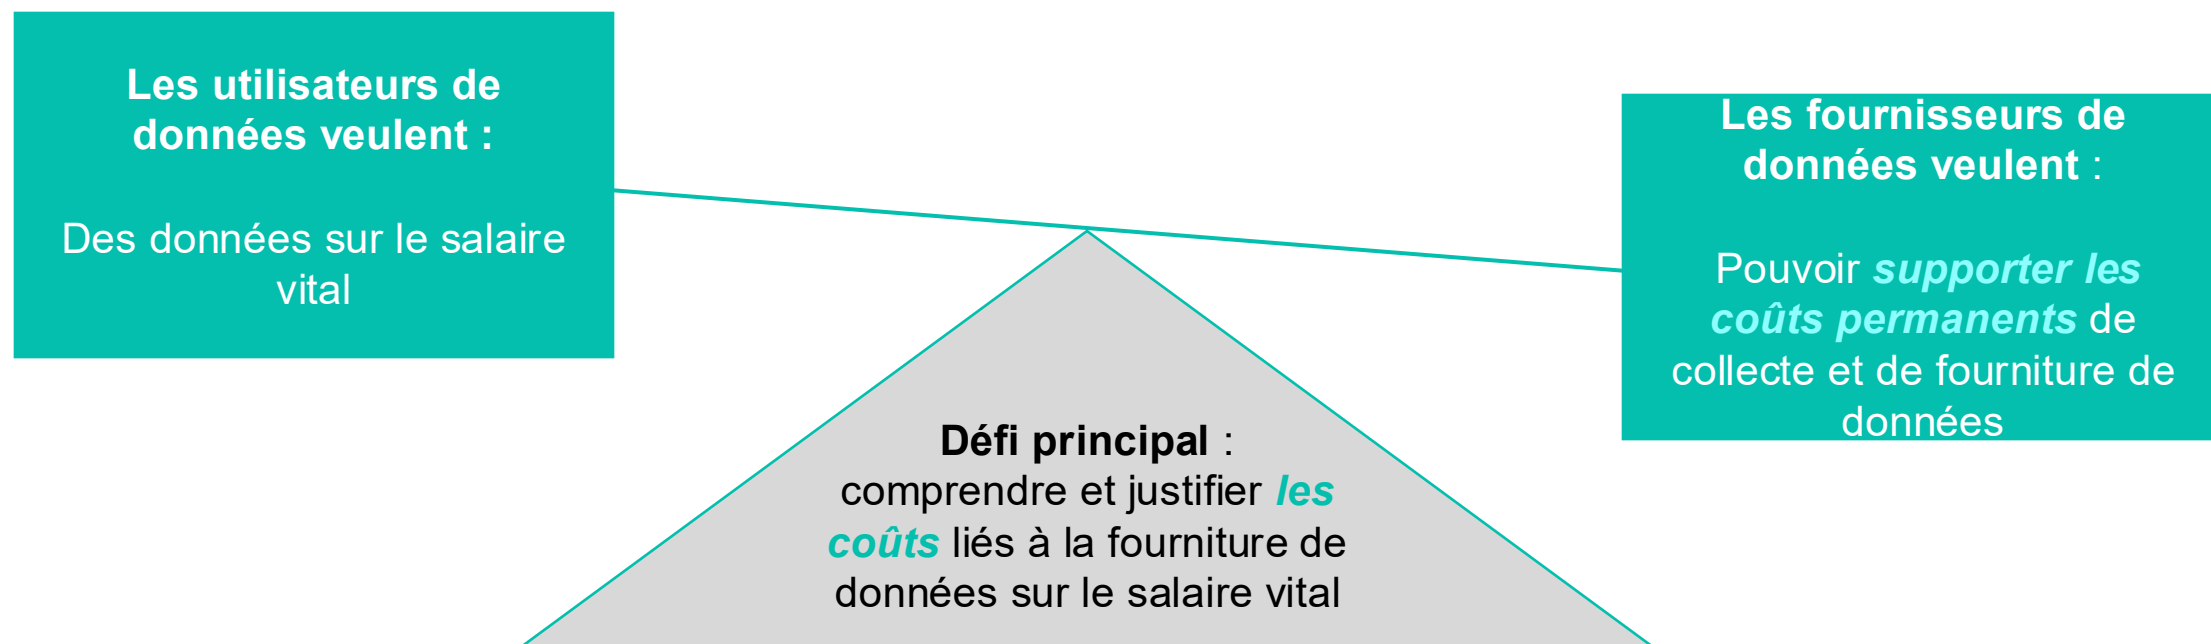 Les utilisateurs de
données veulent :
Des données sur le salaire
vital
Les fournisseurs de
données veulent :
Pouvoir supporter les
coûts permanents de
collecte et de fourniture de
données
Défi principal :
comprendre et justifier les
coûts liés à la fourniture de
données sur le salaire vital